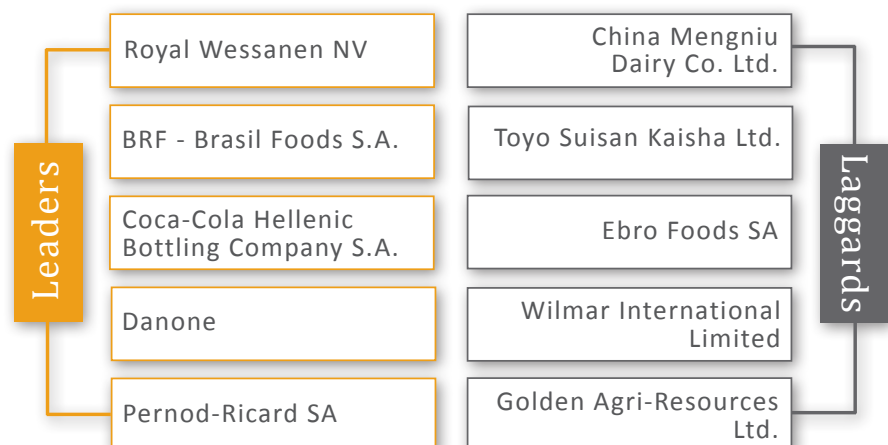 Leaders
Royal Wessanen NV
BRF - Brasil Foods S.A.
Coca-Cola Hellenic
Bottling Company S.A.
Danone
Pernod-Ricard SA
China Mengniu
Dairy Co. Ltd.
Toyo Suisan Kaisha Ltd.
Ebro Foods SA
Wilmar International
Limited
Golden Agri-Resources
Ltd.
Laggards